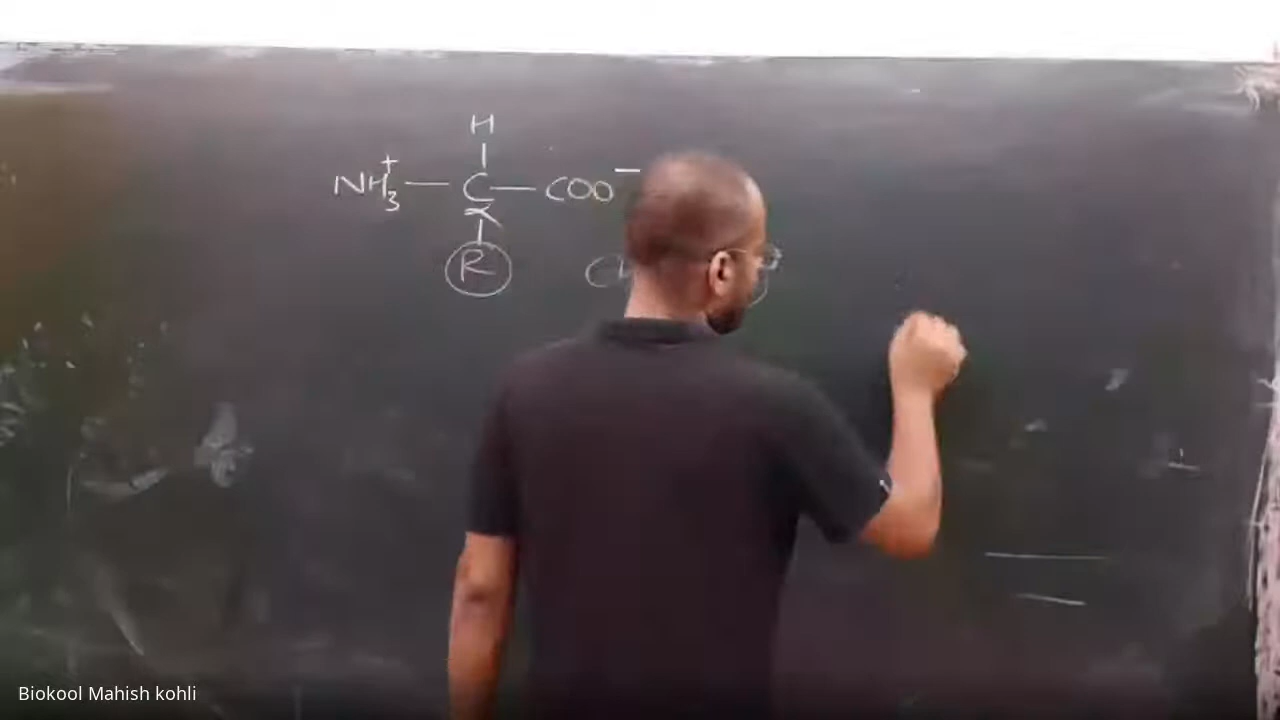 H
NH₃⁺ — C — COO⁻
α
R
Biokool Mahish kohli